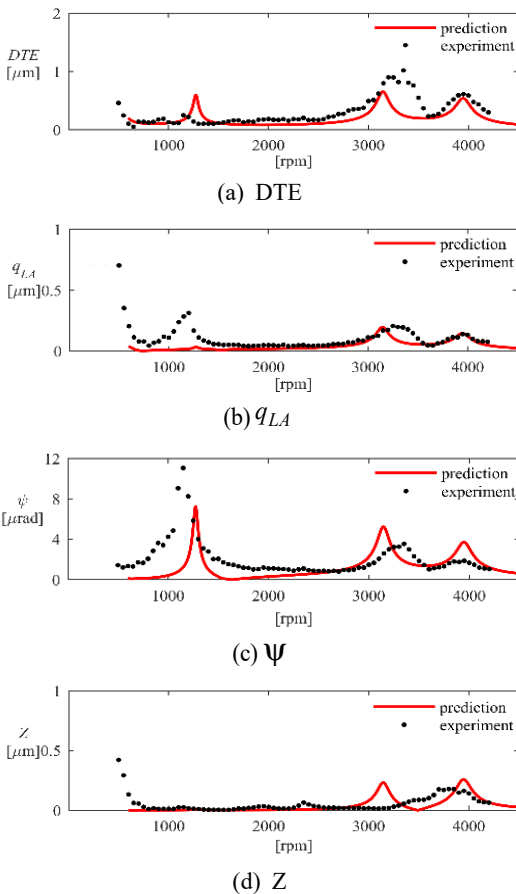 2
prediction
DTE
experiment
[μm] 1
0
1000 2000 3000 4000
[rpm]
(a) DTE
1
prediction
q_LA
experiment
[μm]0.5
0
1000 2000 3000 4000
[rpm]
(b) q_LA
12
prediction
ψ
8
experiment
[μrad]
4
0
1000 2000 3000 4000
[rpm]
(c) Ψ
1
prediction
Z
experiment
[μm]0.5
0
1000 2000 3000 4000
[rpm]
(d) Z